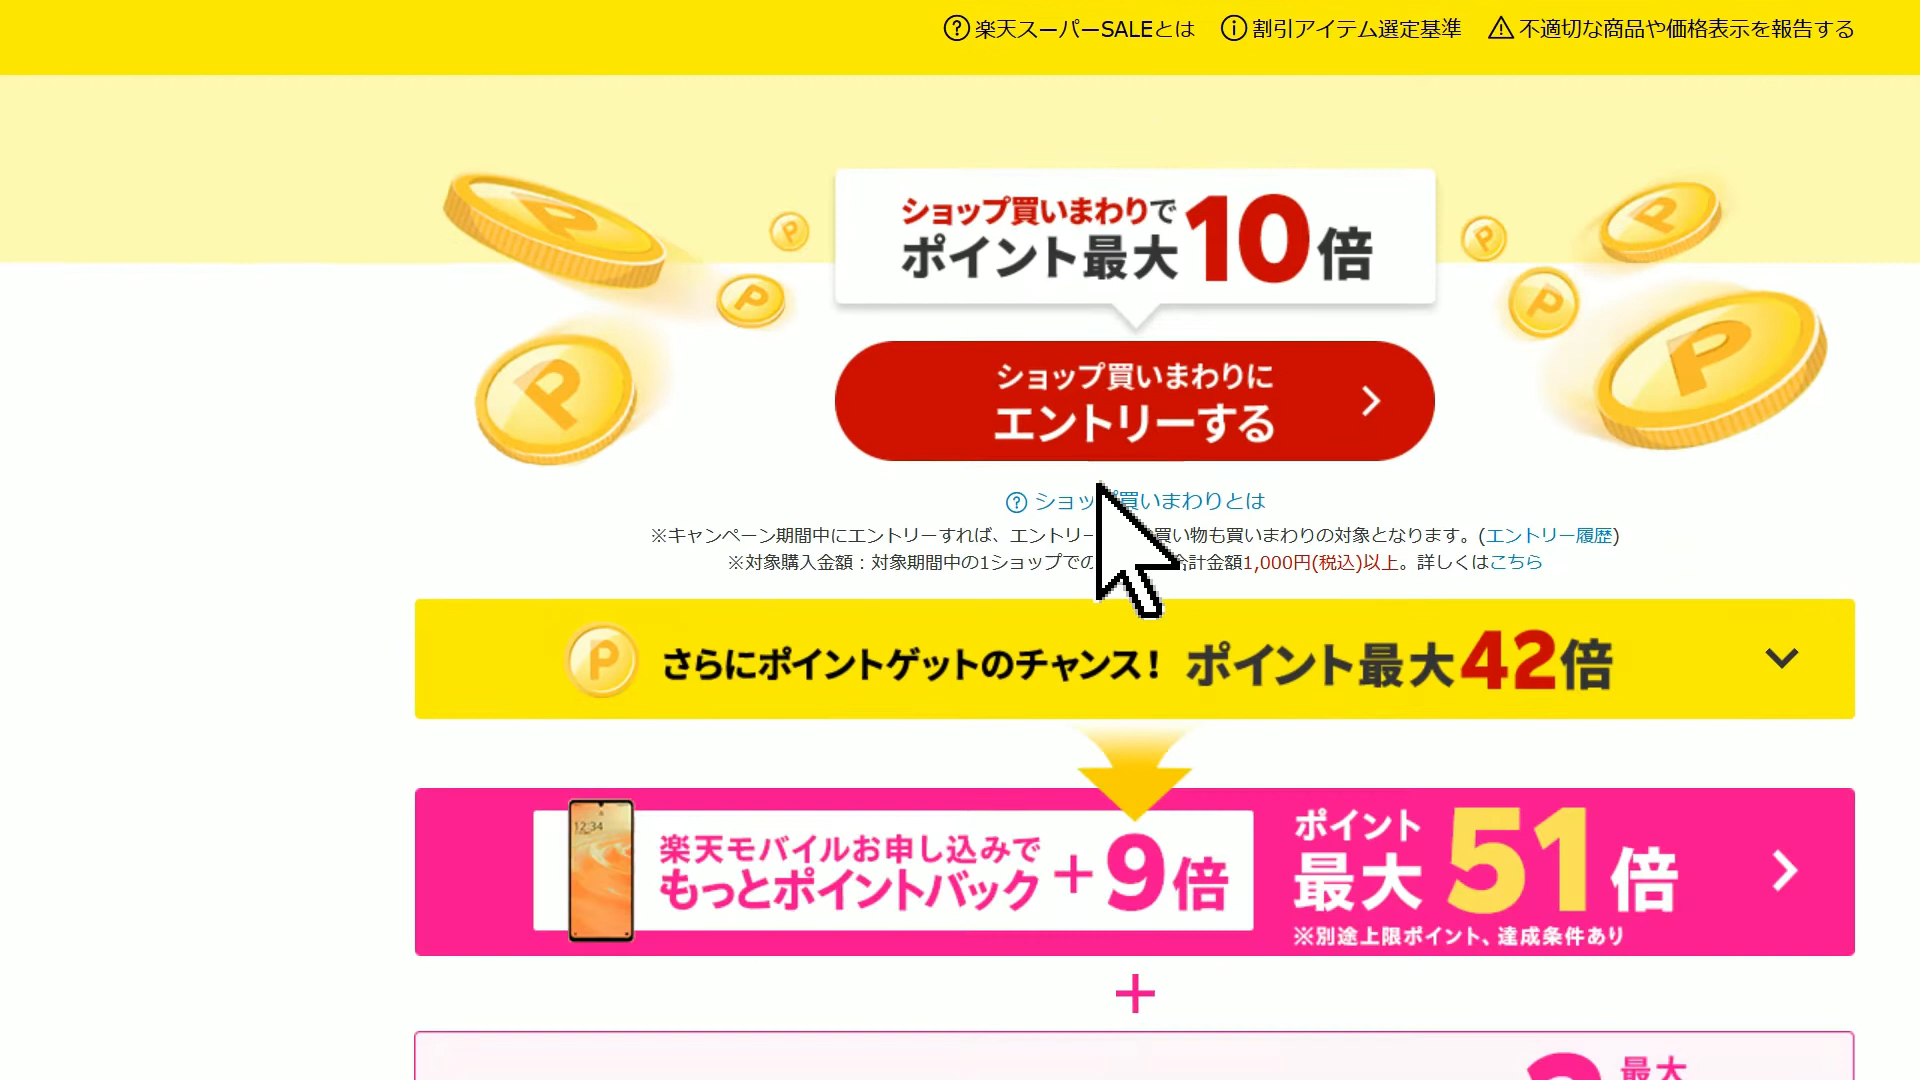 楽天スーパーSALEとは 割引アイテム選定基準 不適切な商品や価格表示を報告する
ショップ買いまわりで
ポイント最大10倍
ショップ買いまわりに
エントリーする
ショップ買いまわりとは
※キャンペーン期間中にエントリーすれば、エントリー 買い物も買いまわりの対象となります。(エントリー履歴)
※対象購入金額：対象期間中の1ショップでの 合計金額1,000円(税込)以上。詳しくはこちら
さらにポイントゲットのチャンス！ ポイント最大42倍
12:34
楽天モバイルお申し込みで
もっとポイントバック +9倍
ポイント
最大51倍
※別途上限ポイント、達成条件あり
+
最大